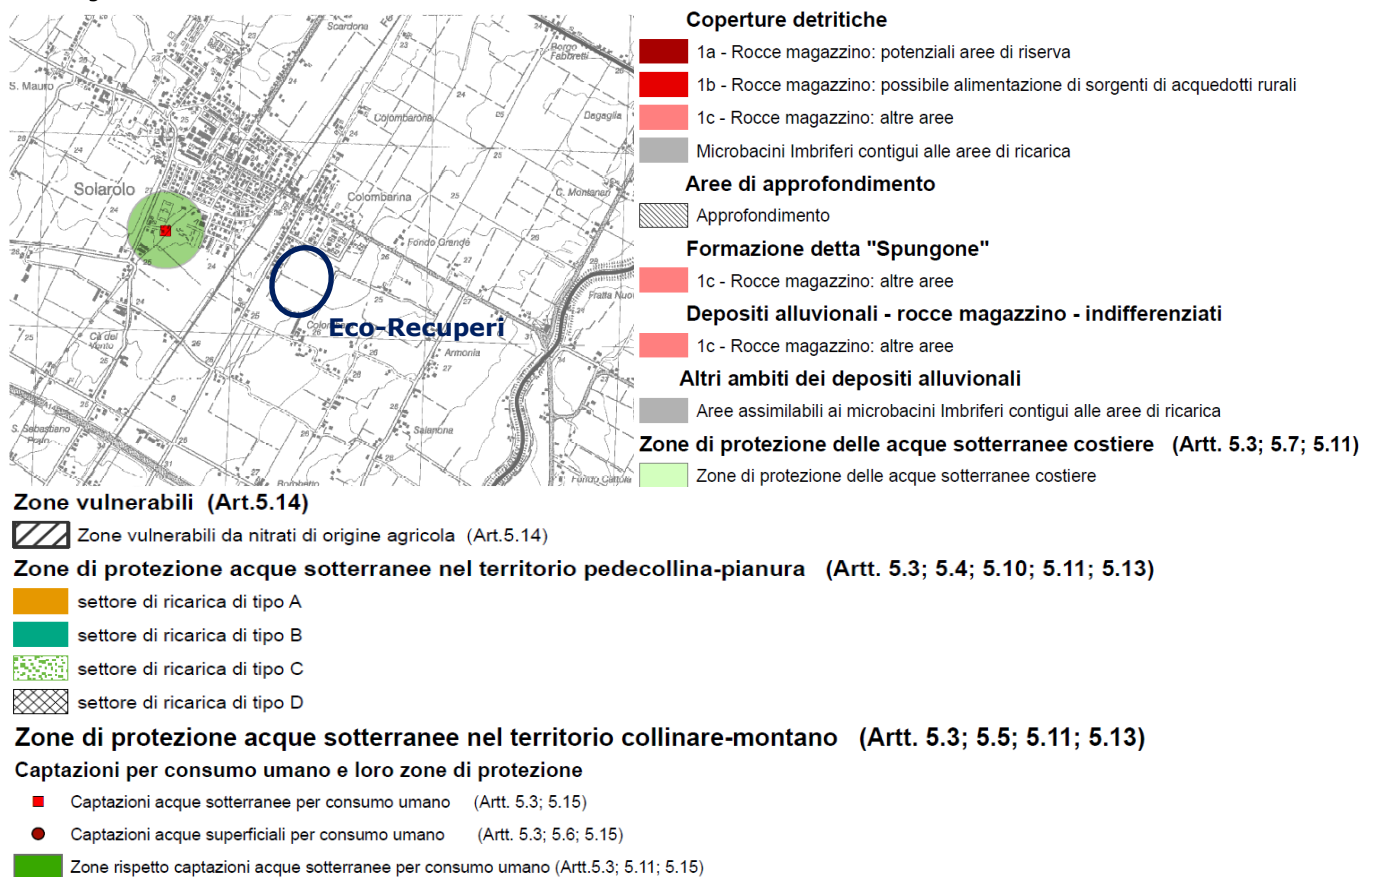 Scardona
Borgo
Fabbretti
S. Mauro
Colombarona
Dagaglia
Solarolo
C. Montanari
Colombarina
Fondo Grande
Fratta Nuo
Eco-Recuperi
Cà del
Vento
Armonia
S. Sebastiano
Salanona
Borghetto
Fondo Cattola
Coperture detritiche
1a - Rocce magazzino: potenziali aree di riserva
1b - Rocce magazzino: possibile alimentazione di sorgenti di acquedotti rurali
1c - Rocce magazzino: altre aree
Microbacini Imbriferi contigui alle aree di ricarica
Aree di approfondimento
Approfondimento
Formazione detta "Spungone"
1c - Rocce magazzino: altre aree
Depositi alluvionali - rocce magazzino - indifferenziati
1c - Rocce magazzino: altre aree
Altri ambiti dei depositi alluvionali
Aree assimilabili ai microbacini Imbriferi contigui alle aree di ricarica
Zone di protezione delle acque sotterranee costiere (Artt. 5.3; 5.7; 5.11)
Zone di protezione delle acque sotterranee costiere
Zone vulnerabili (Art.5.14)
Zone vulnerabili da nitrati di origine agricola (Art.5.14)
Zone di protezione acque sotterranee nel territorio pedecollina-pianura (Artt. 5.3; 5.4; 5.10; 5.11; 5.13)
settore di ricarica di tipo A
settore di ricarica di tipo B
settore di ricarica di tipo C
settore di ricarica di tipo D
Zone di protezione acque sotterranee nel territorio collinare-montano (Artt. 5.3; 5.5; 5.11; 5.13)
Captazioni per consumo umano e loro zone di protezione
Captazioni acque sotterranee per consumo umano (Artt. 5.3; 5.15)
Captazioni acque superficiali per consumo umano (Artt. 5.3; 5.6; 5.15)
Zone rispetto captazioni acque sotterranee per consumo umano (Artt.5.3; 5.11; 5.15)